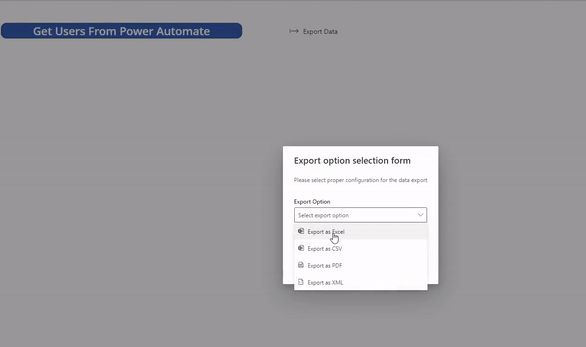 Get Users From Power Automate
Export Data
Export option selection form
Please select proper configuration for the data export
Export Option
Select export option
Export as Excel
Export as CSV
Export as PDF
Export as XML